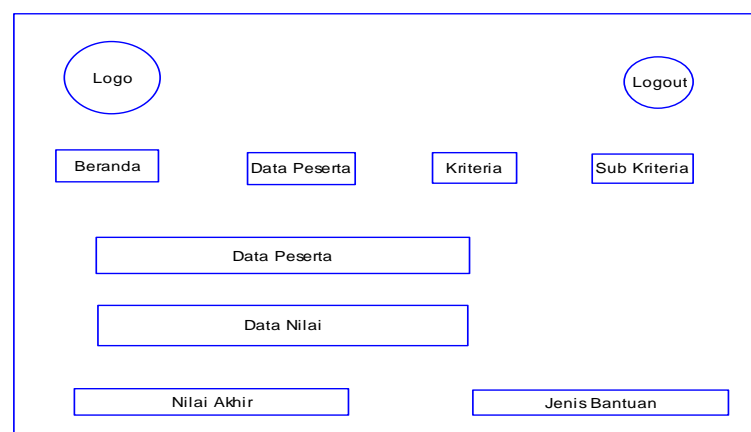 Logo
Logout
Beranda
Data Peserta
Kriteria
Sub Kriteria
Data Peserta
Data Nilai
Nilai Akhir
Jenis Bantuan